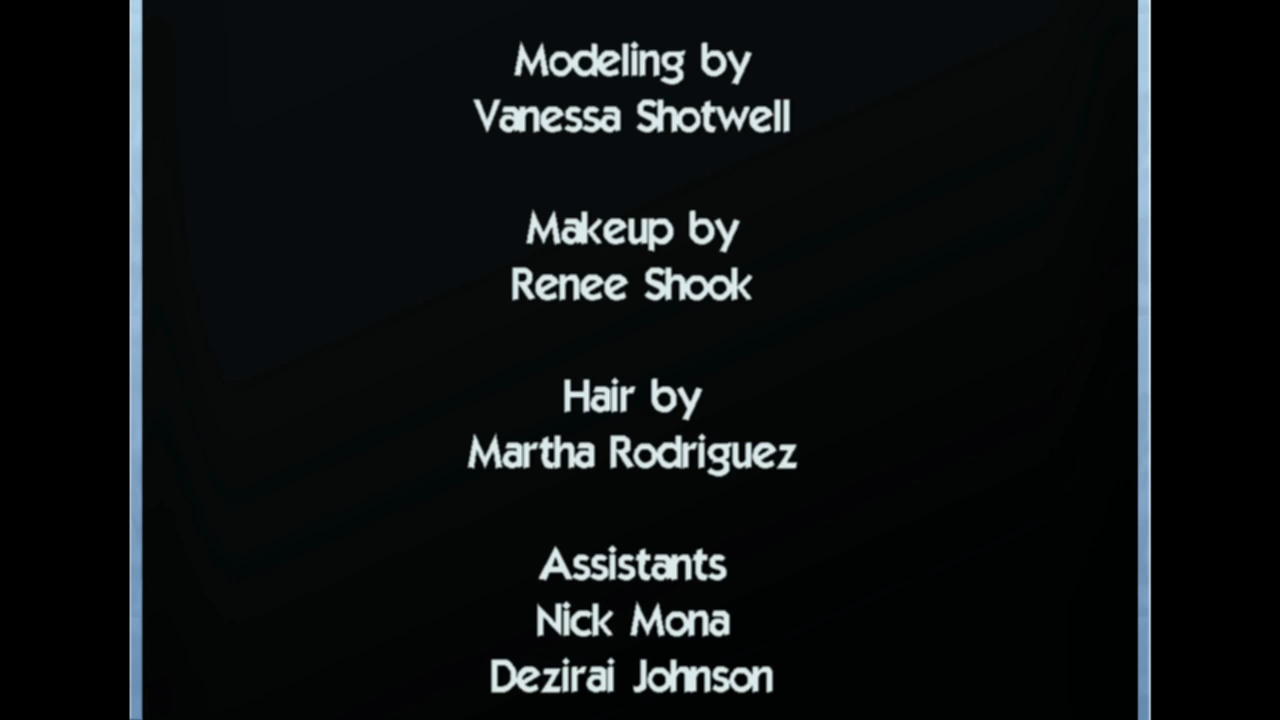 Modeling by
Vanessa Shotwell
Makeup by
Renee Shook
Hair by
Martha Rodriguez
Assistants
Nick Mona
Dezirai Johnson